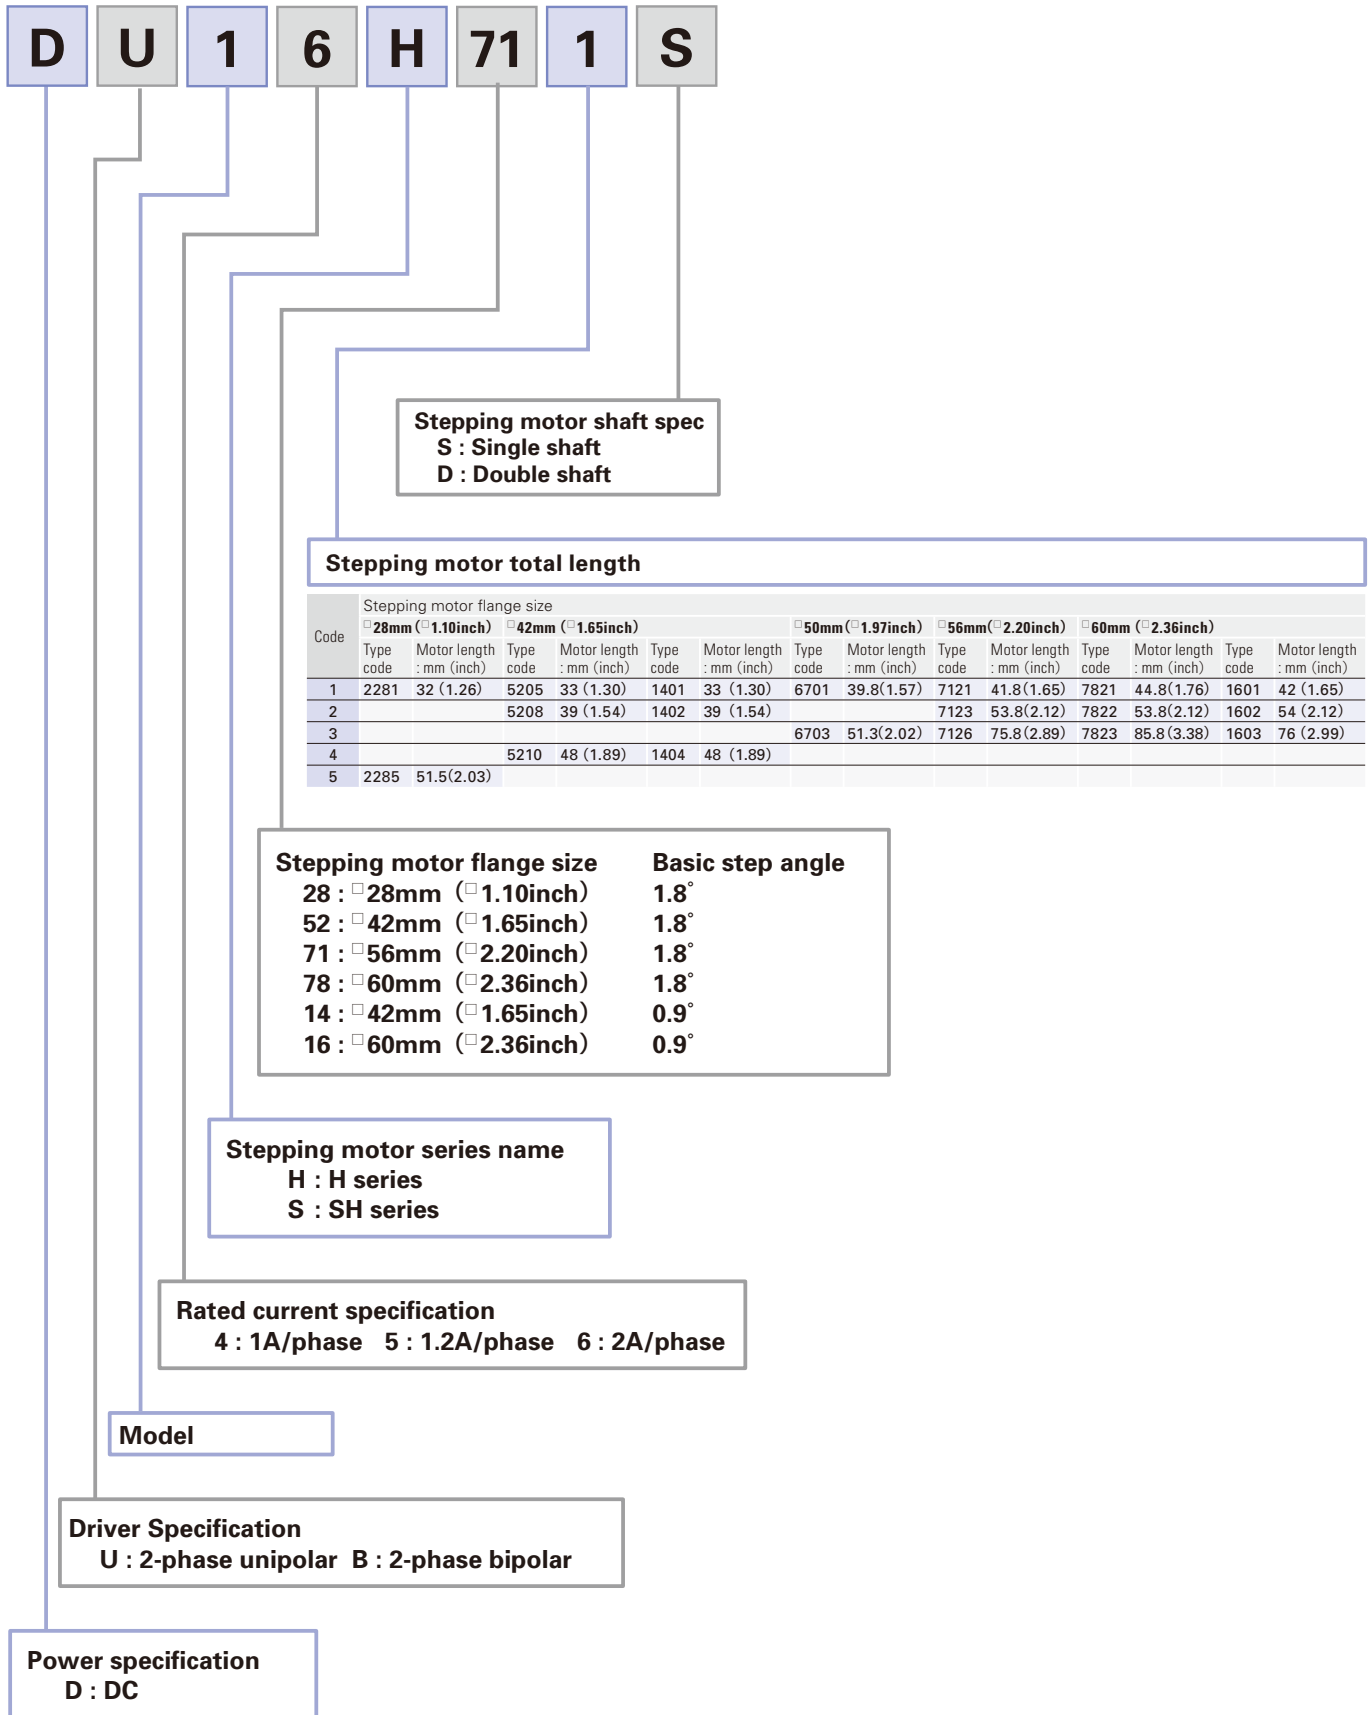 D U 1 6 H 71 1 S
Stepping motor shaft spec
S : Single shaft
D : Double shaft
Stepping motor total length
Code
Stepping motor flange size
□28mm (□1.10inch) □42mm (□1.65inch) □50mm (□1.97inch) □56mm(□2.20inch) □60mm (□2.36inch)
Type code Motor length : mm (inch) Type code Motor length : mm (inch) Type code Motor length : mm (inch) Type code Motor length : mm (inch) Type code Motor length : mm (inch) Type code Motor length : mm (inch) Type code Motor length : mm (inch)
1 2281 32 (1.26) 5205 33 (1.30) 1401 33 (1.30) 6701 39.8(1.57) 7121 41.8(1.65) 7821 44.8(1.76) 1601 42 (1.65)
2 5208 39 (1.54) 1402 39 (1.54) 7123 53.8(2.12) 7822 53.8(2.12) 1602 54 (2.12)
3 6703 51.3(2.02) 7126 75.8(2.89) 7823 85.8(3.38) 1603 76 (2.99)
4 5210 48 (1.89) 1404 48 (1.89)
5 2285 51.5(2.03)
Stepping motor flange size Basic step angle
28 : □28mm (□1.10inch) 1.8°
52 : □42mm (□1.65inch) 1.8°
71 : □56mm (□2.20inch) 1.8°
78 : □60mm (□2.36inch) 1.8°
14 : □42mm (□1.65inch) 0.9°
16 : □60mm (□2.36inch) 0.9°
Stepping motor series name
H : H series
S : SH series
Rated current specification
4 : 1A/phase 5 : 1.2A/phase 6 : 2A/phase
Model
Driver Specification
U : 2-phase unipolar B : 2-phase bipolar
Power specification
D : DC